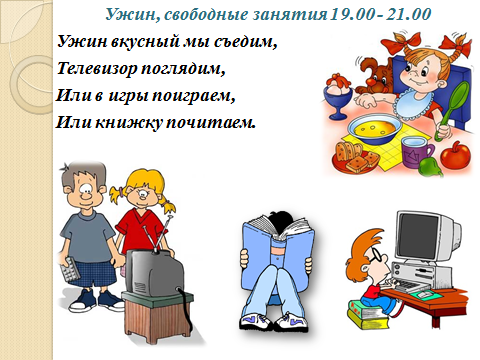 Ужин, свободные занятия 19.00- 21.00
Ужин вкусный мы съедим,
Телевизор поглядим,
Или в игры поиграем,
Или книжку почитаем.